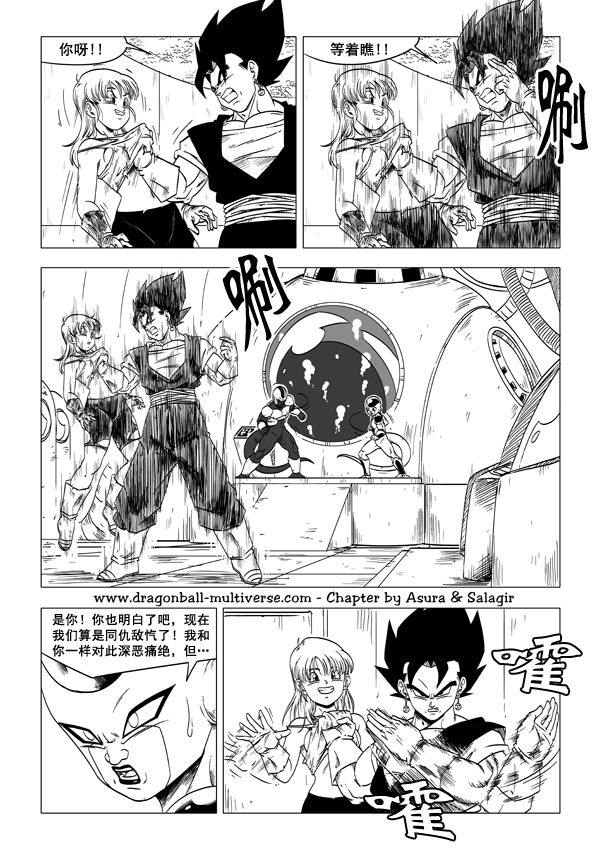 你呀！！
等着瞧！！
唰
唰
www.dragonball-multiverse.com - Chapter by Asura & Salagir
是你！你也明白了吧，现在
我们算是同仇敌忾了！我和
你一样对此深恶痛绝，但…
嚯
嚯